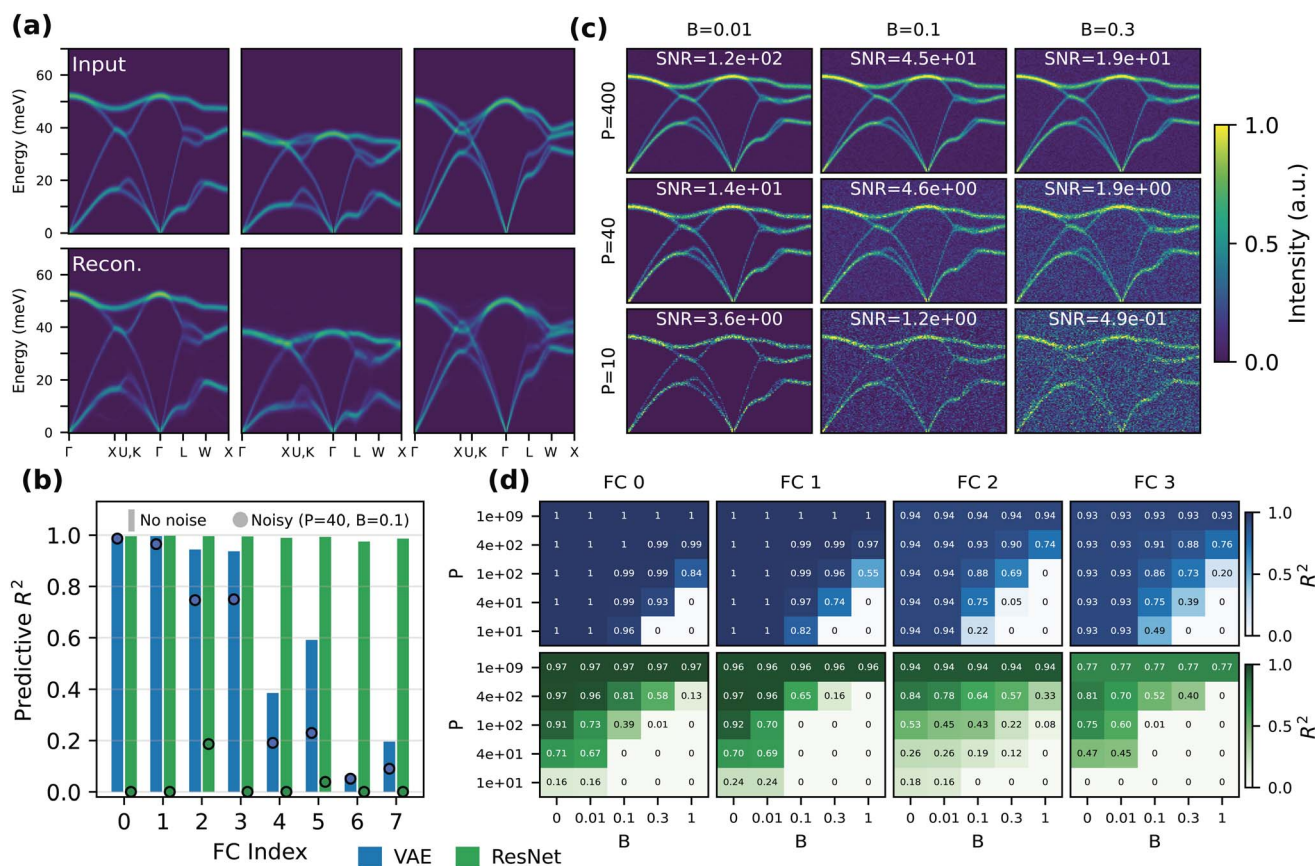 (a)
Input
Energy (meV)
60
40
20
0
Recon.
Energy (meV)
60
40
20
0
Γ X U,K Γ L W X
(c)
B=0.01 B=0.1 B=0.3
P=400
SNR=1.2e+02 SNR=4.5e+01 SNR=1.9e+01
P=40
SNR=1.4e+01 SNR=4.6e+00 SNR=1.9e+00
P=10
SNR=3.6e+00 SNR=1.2e+00 SNR=4.9e-01
1.0
0.5
0.0
Intensity (a.u.)
(b)
No noise Noisy (P=40, B=0.1)
Predictive R²
1.0
0.8
0.6
0.4
0.2
0.0
0 1 2 3 4 5 6 7
FC Index
VAE ResNet
(d)
FC 0 FC 1 FC 2 FC 3
P
1e+09 1 1 1 1 1 1 1 1 1 1 0.94 0.94 0.94 0.94 0.94 0.93 0.93 0.93 0.93 0.93
4e+02 1 1 1 0.99 0.99 1 1 0.99 0.99 0.97 0.94 0.94 0.93 0.90 0.74 0.93 0.93 0.91 0.88 0.76
1e+02 1 1 0.99 0.99 0.84 1 1 0.99 0.96 0.55 0.94 0.94 0.88 0.69 0 0.93 0.93 0.86 0.73 0.20
4e+01 1 1 0.99 0.93 0 1 1 0.97 0.74 0 0.94 0.94 0.75 0.05 0 0.93 0.93 0.75 0.39 0
1e+01 1 1 0.96 0 0 1 1 0.82 0 0 0.94 0.94 0.22 0 0 0.93 0.93 0.49 0 0
1.0
0.5
0.0
R²
P
1e+09 0.97 0.97 0.97 0.97 0.97 0.96 0.96 0.96 0.96 0.96 0.94 0.94 0.94 0.94 0.94 0.77 0.77 0.77 0.77 0.77
4e+02 0.97 0.96 0.81 0.58 0.13 0.97 0.96 0.65 0.16 0 0.84 0.78 0.64 0.57 0.33 0.81 0.70 0.52 0.40 0
1e+02 0.91 0.73 0.39 0.01 0 0.92 0.70 0 0 0 0.53 0.45 0.43 0.22 0.08 0.75 0.60 0.01 0 0
4e+01 0.71 0.67 0 0 0 0.70 0.69 0 0 0 0.26 0.26 0.19 0.12 0 0.47 0.45 0 0 0
1e+01 0.16 0.16 0 0 0 0.24 0.24 0 0 0 0.18 0.16 0 0 0 0 0 0 0 0
1.0
0.5
0.0
R²
0 0.01 0.1 0.3 1 0 0.01 0.1 0.3 1 0 0.01 0.1 0.3 1 0 0.01 0.1 0.3 1
B B B B